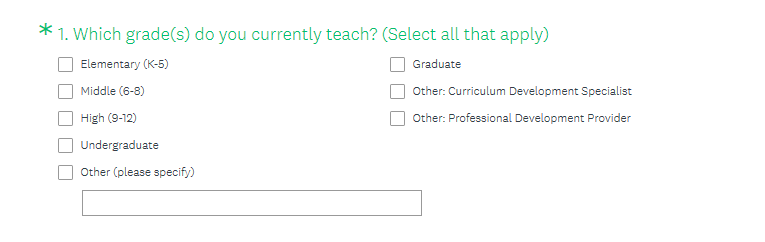 * 1. Which grade(s) do you currently teach? (Select all that apply)
Elementary (K-5)
Middle (6-8)
High (9-12)
Undergraduate
Other (please specify)
Graduate
Other: Curriculum Development Specialist
Other: Professional Development Provider